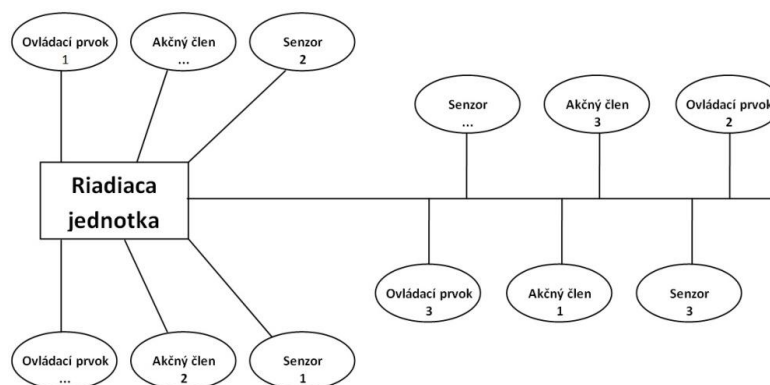 Ovládací prvok
1
Akčný člen
...
Senzor
2
Senzor
...
Akčný člen
3
Ovládací prvok
2
Riadiaca
jednotka
Ovládací prvok
3
Akčný člen
1
Senzor
3
Ovládací prvok
...
Akčný člen
2
Senzor
1